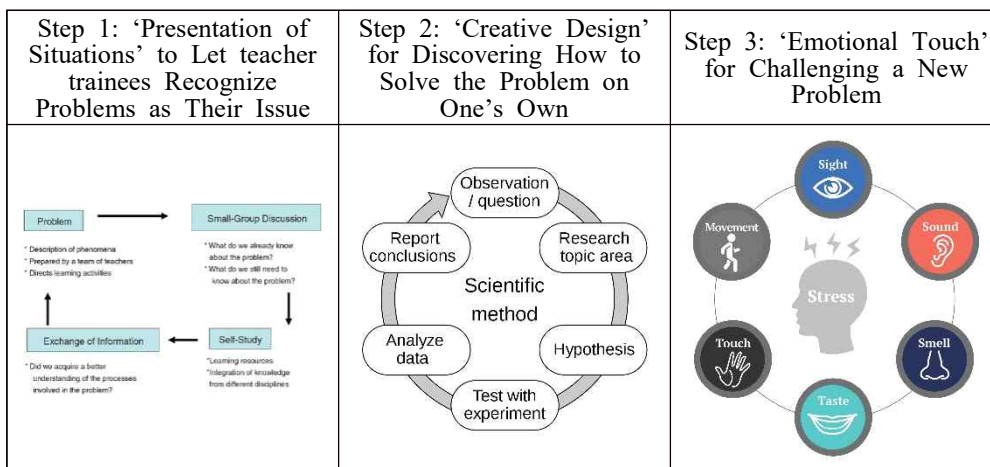 Step 1: ‘Presentation of
Situations’ to Let teacher
trainees Recognize
Problems as Their Issue
Step 2: ‘Creative Design’
for Discovering How to
Solve the Problem on
One’s Own
Step 3: ‘Emotional Touch’
for Challenging a New
Problem
Problem
* Description of phenomena
* Prepared by a team of teachers
* Directs learning activities
Small-Group Discussion
* What do we already know
about the problem?
* What do we still need to
know about the problem?
Exchange of Information
* Did we acquire a better
understanding of the processes
involved in the problem?
Self-Study
*Learning resources
*Integration of knowledge
from different disciplines
Observation
/ question
Research
topic area
Hypothesis
Test with
experiment
Analyze
data
Report
conclusions
Scientific
method
Sight
Sound
Smell
Taste
Touch
Movement
Stress